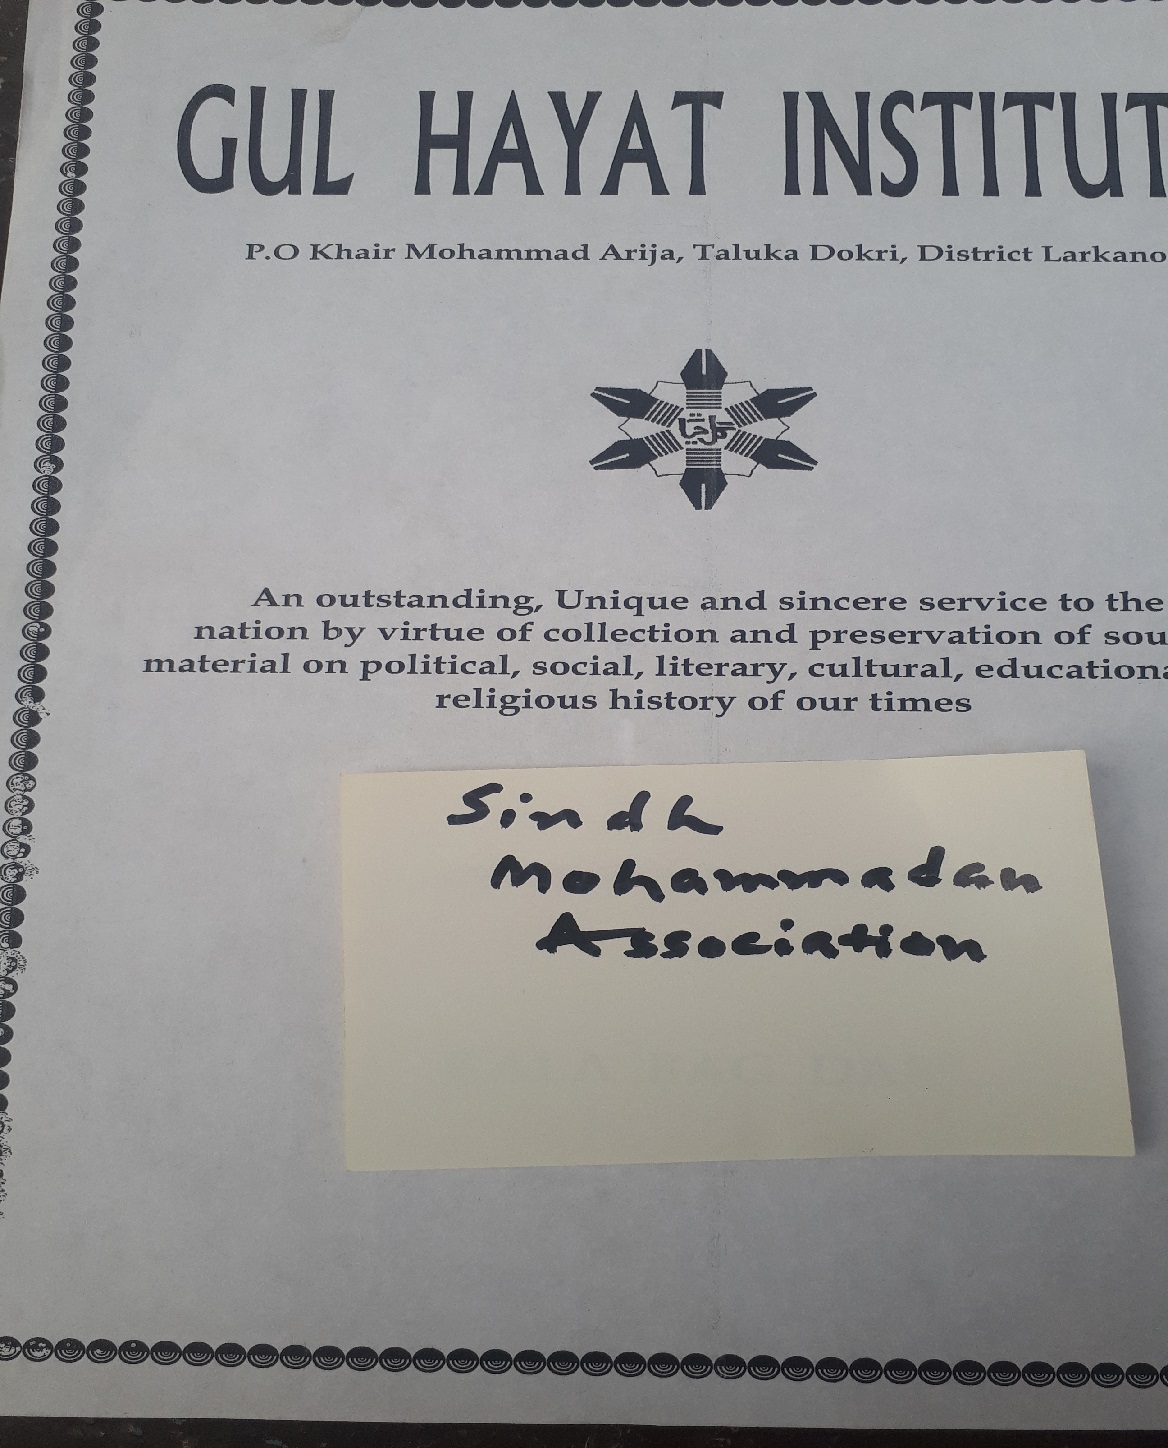 GUL HAYAT INSTITUT
P.O Khair Mohammad Arija, Taluka Dokri, District Larkano
گل حيات
An outstanding, Unique and sincere service to the
nation by virtue of collection and preservation of sou
material on political, social, literary, cultural, educationa
religious history of our times
Sindh
Mohammadan
Association